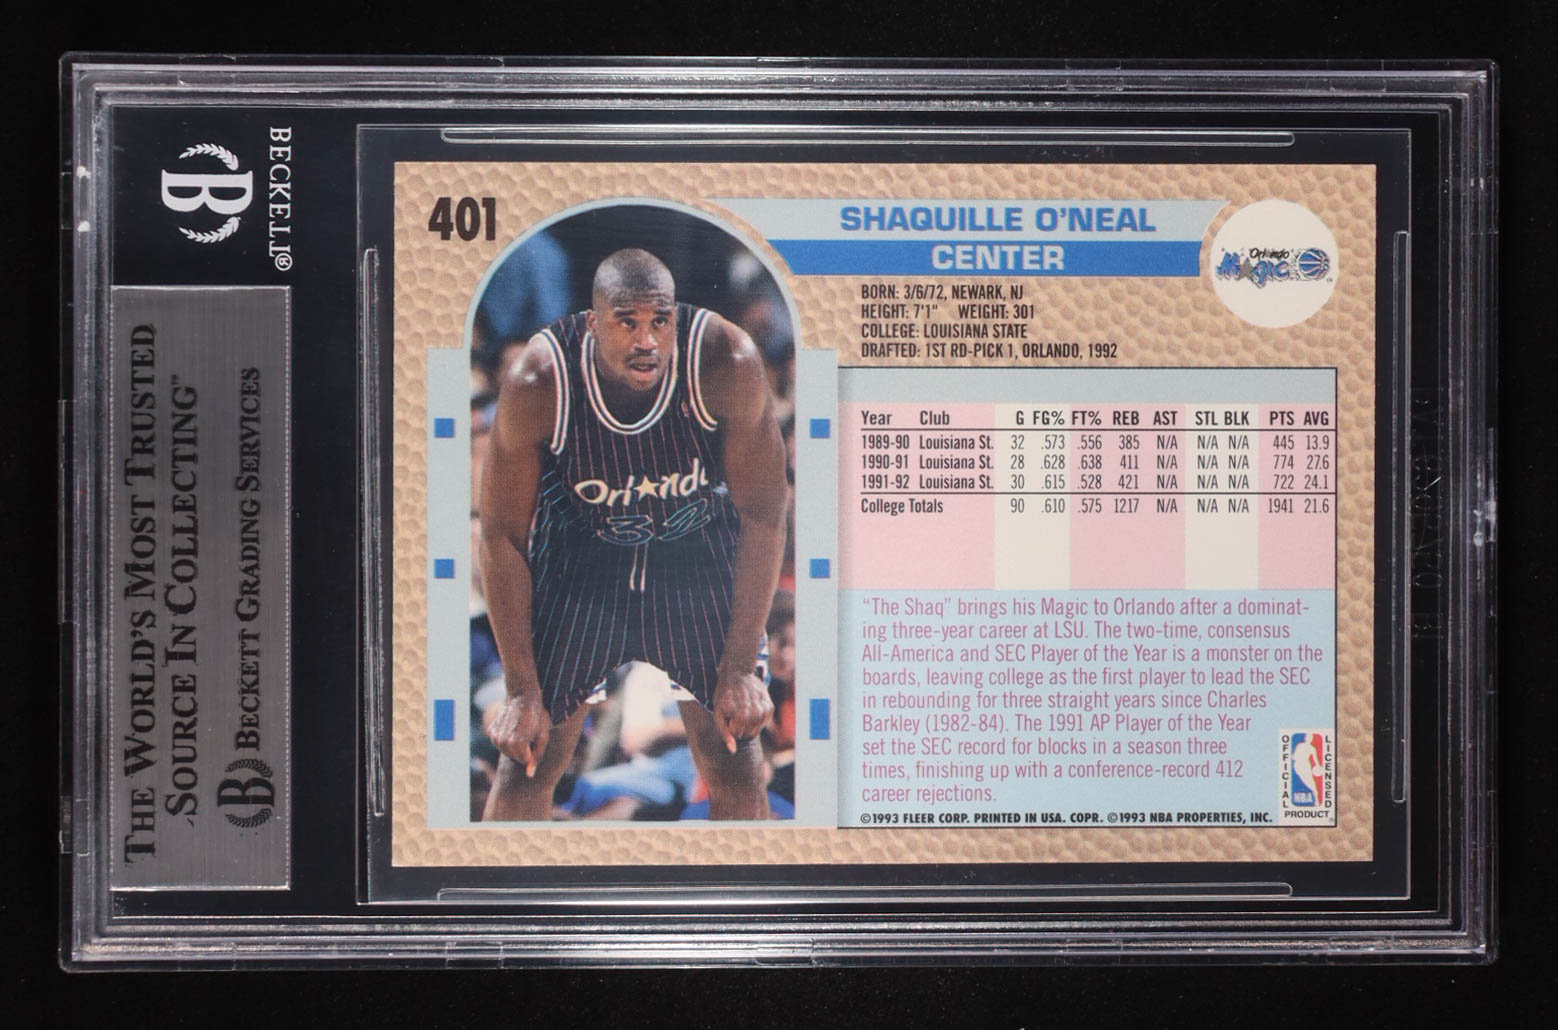 BECKETT®
B
THE WORLD'S MOST TRUSTED
SOURCE IN COLLECTING™
B BECKETT GRADING SERVICES
401
SHAQUILLE O'NEAL
CENTER
Orlando
Magic
BORN: 3/6/72, NEWARK, NJ
HEIGHT: 7'1" WEIGHT: 301
COLLEGE: LOUISIANA STATE
DRAFTED: 1ST RD-PICK 1, ORLANDO, 1992
Year Club G FG% FT% REB AST STL BLK PTS AVG
1989-90 Louisiana St. 32 .573 .556 385 N/A N/A N/A 445 13.9
1990-91 Louisiana St. 28 .628 .638 411 N/A N/A N/A 774 27.6
1991-92 Louisiana St. 30 .615 .528 421 N/A N/A N/A 722 24.1
College Totals 90 .610 .575 1217 N/A N/A N/A 1941 21.6
Orlando
32
"The Shaq" brings his Magic to Orlando after a dominat-
ing three-year career at LSU. The two-time, consensus
All-America and SEC Player of the Year is a monster on the
boards, leaving college as the first player to lead the SEC
in rebounding for three straight years since Charles
Barkley (1982-84). The 1991 AP Player of the Year
set the SEC record for blocks in a season three
times, finishing up with a conference-record 412
career rejections.
OFFICIAL
LICENSED
NBA
PRODUCT
©1993 FLEER CORP. PRINTED IN USA. COPR. ©1993 NBA PROPERTIES, INC.